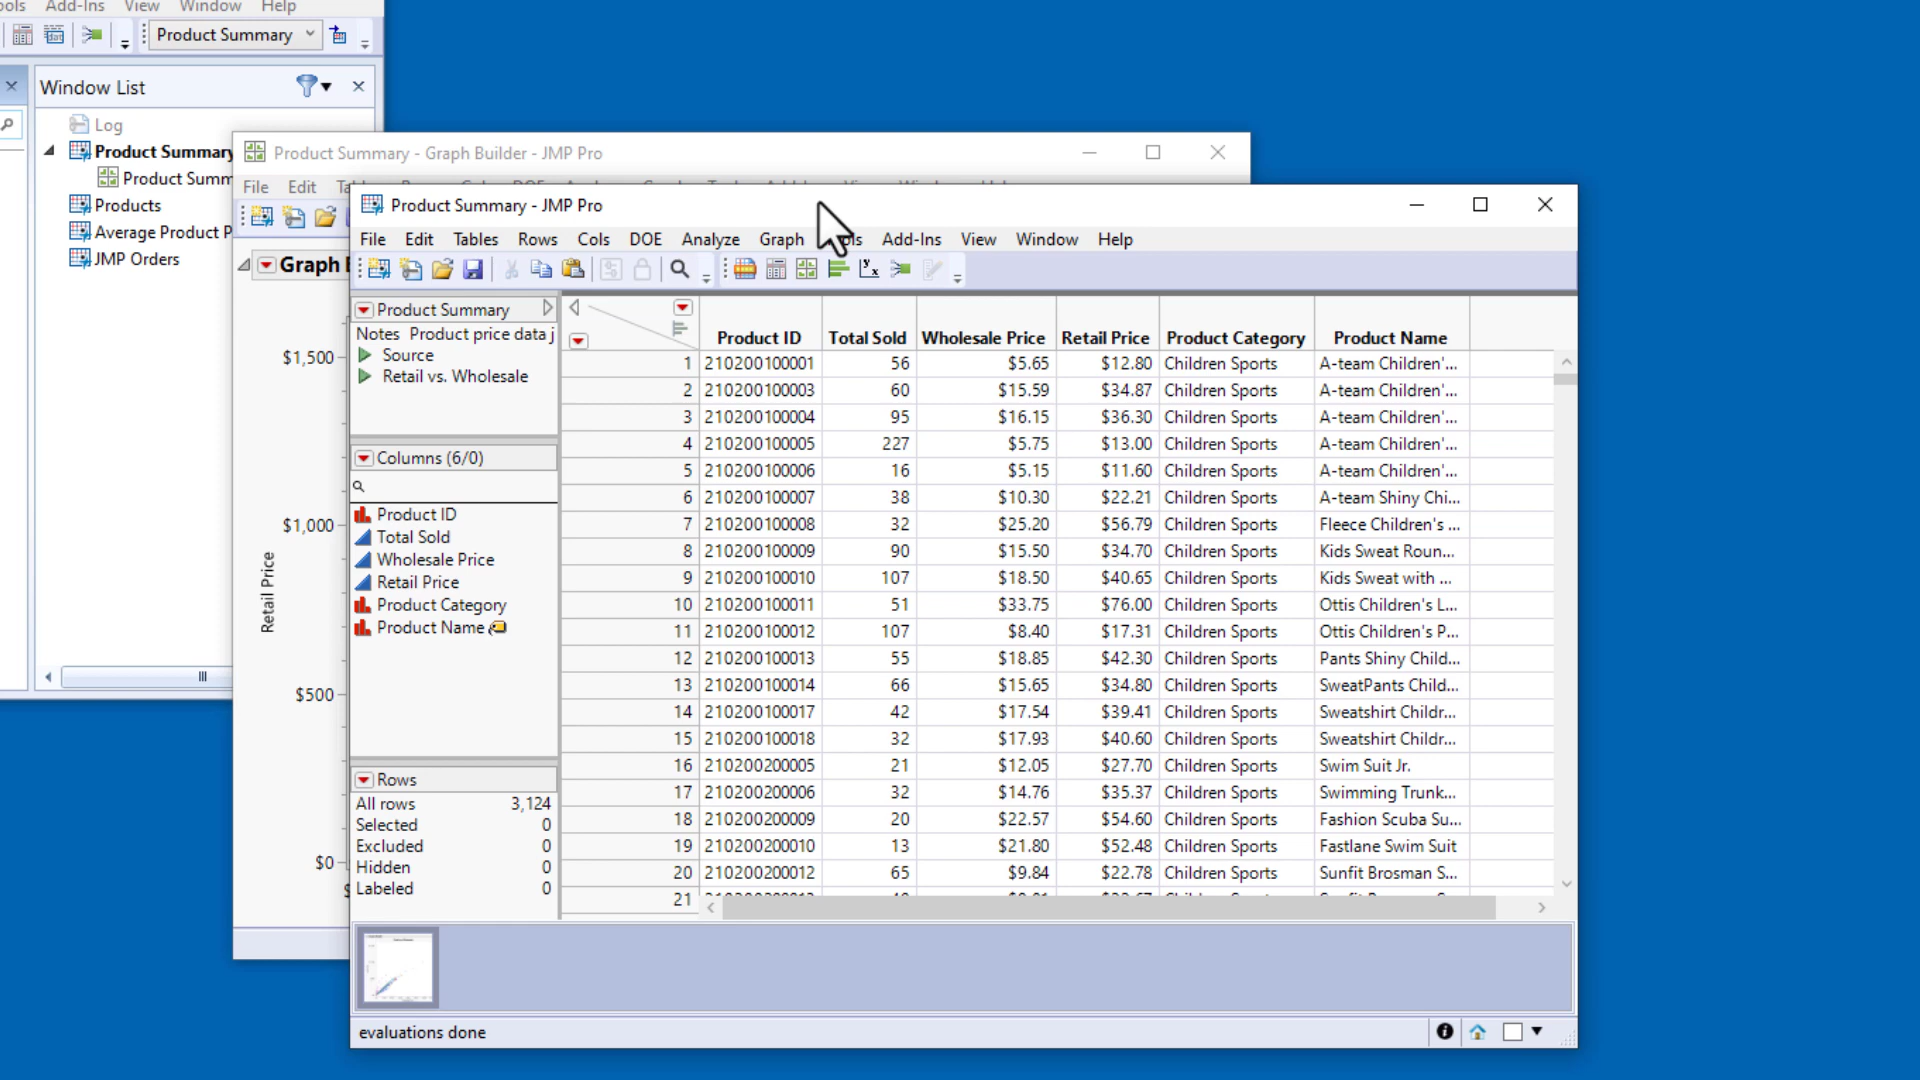 Add-Ins View Window Help
Product Summary
Window List
Log
Product Summary
Product Summ
Products
Average Product P
JMP Orders
Product Summary - Graph Builder - JMP Pro
File Edit
Graph
Retail Price
$1,500
$1,000
$500
$0
Product Summary - JMP Pro
File Edit Tables Rows Cols DOE Analyze Graph Add-Ins View Window Help
Product Summary
Notes Product price data j
Source
Retail vs. Wholesale
Columns (6/0)
Product ID
Total Sold
Wholesale Price
Retail Price
Product Category
Product Name
Rows
All rows 3,124
Selected 0
Excluded 0
Hidden 0
Labeled 0
Product ID Total Sold Wholesale Price Retail Price Product Category Product Name
1 210200100001 56 $5.65 $12.80 Children Sports A-team Children'...
2 210200100003 60 $15.59 $34.87 Children Sports A-team Children'...
3 210200100004 95 $16.15 $36.30 Children Sports A-team Children'...
4 210200100005 227 $5.75 $13.00 Children Sports A-team Children'...
5 210200100006 16 $5.15 $11.60 Children Sports A-team Children'...
6 210200100007 38 $10.30 $22.21 Children Sports A-team Shiny Chi...
7 210200100008 32 $25.20 $56.79 Children Sports Fleece Children's ...
8 210200100009 90 $15.50 $34.70 Children Sports Kids Sweat Roun...
9 210200100010 107 $18.50 $40.65 Children Sports Kids Sweat with ...
10 210200100011 51 $33.75 $76.00 Children Sports Ottis Children's L...
11 210200100012 107 $8.40 $17.31 Children Sports Ottis Children's P...
12 210200100013 55 $18.85 $42.30 Children Sports Pants Shiny Child...
13 210200100014 66 $15.65 $34.80 Children Sports SweatPants Child...
14 210200100017 42 $17.54 $39.41 Children Sports Sweatshirt Childr...
15 210200100018 32 $17.93 $40.60 Children Sports Sweatshirt Childr...
16 210200200005 21 $12.05 $27.70 Children Sports Swim Suit Jr.
17 210200200006 32 $14.76 $35.37 Children Sports Swimming Trunk...
18 210200200009 20 $22.57 $54.60 Children Sports Fashion Scuba Su...
19 210200200010 13 $21.80 $52.48 Children Sports Fastlane Swim Suit
20 210200200012 65 $9.84 $22.78 Children Sports Sunfit Brosman S...
21
evaluations done